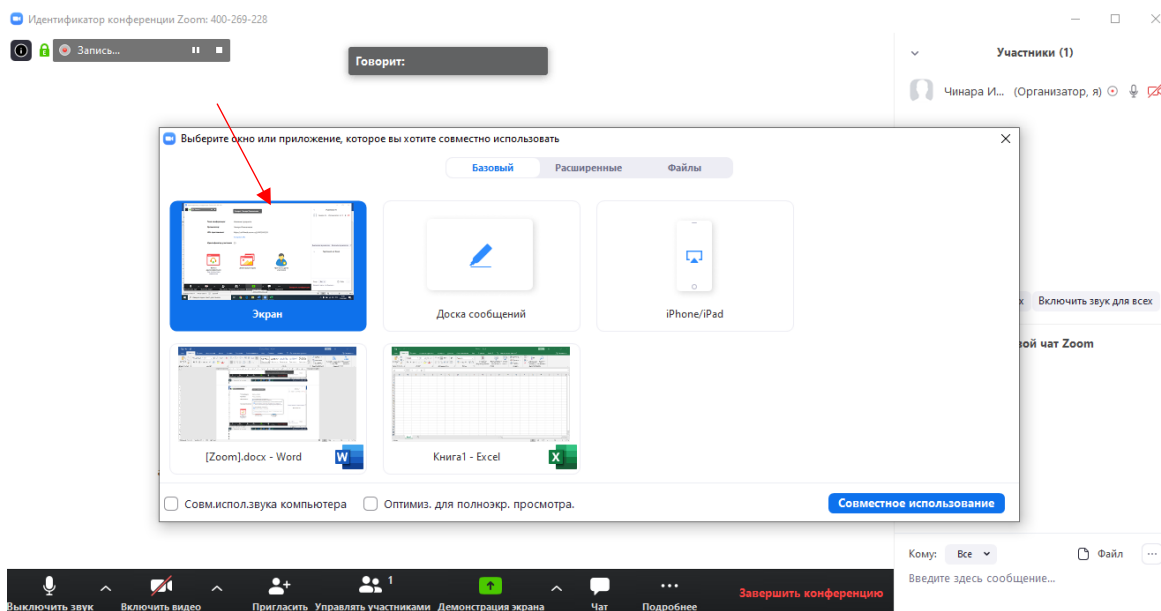 Идентификатор конференции Zoom: 400-269-228
Запись...
Говорит:
Участники (1)
Чинара И... (Организатор, я)
Выберите окно или приложение, которое вы хотите совместно использовать
Базовый Расширенные Файлы
Экран
Доска сообщений
iPhone/iPad
[Zoom].docx - Word
Книга1 - Excel
Совм.испол.звука компьютера
Оптимиз. для полноэкр. просмотра.
Совместное использование
Включить звук для всех
чат Zoom
Кому: Все
Файл
Введите здесь сообщение...
Выключить звук
Включить видео
Пригласить
Управлять участниками
1
Демонстрация экрана
Чат
Подробнее
Завершить конференцию